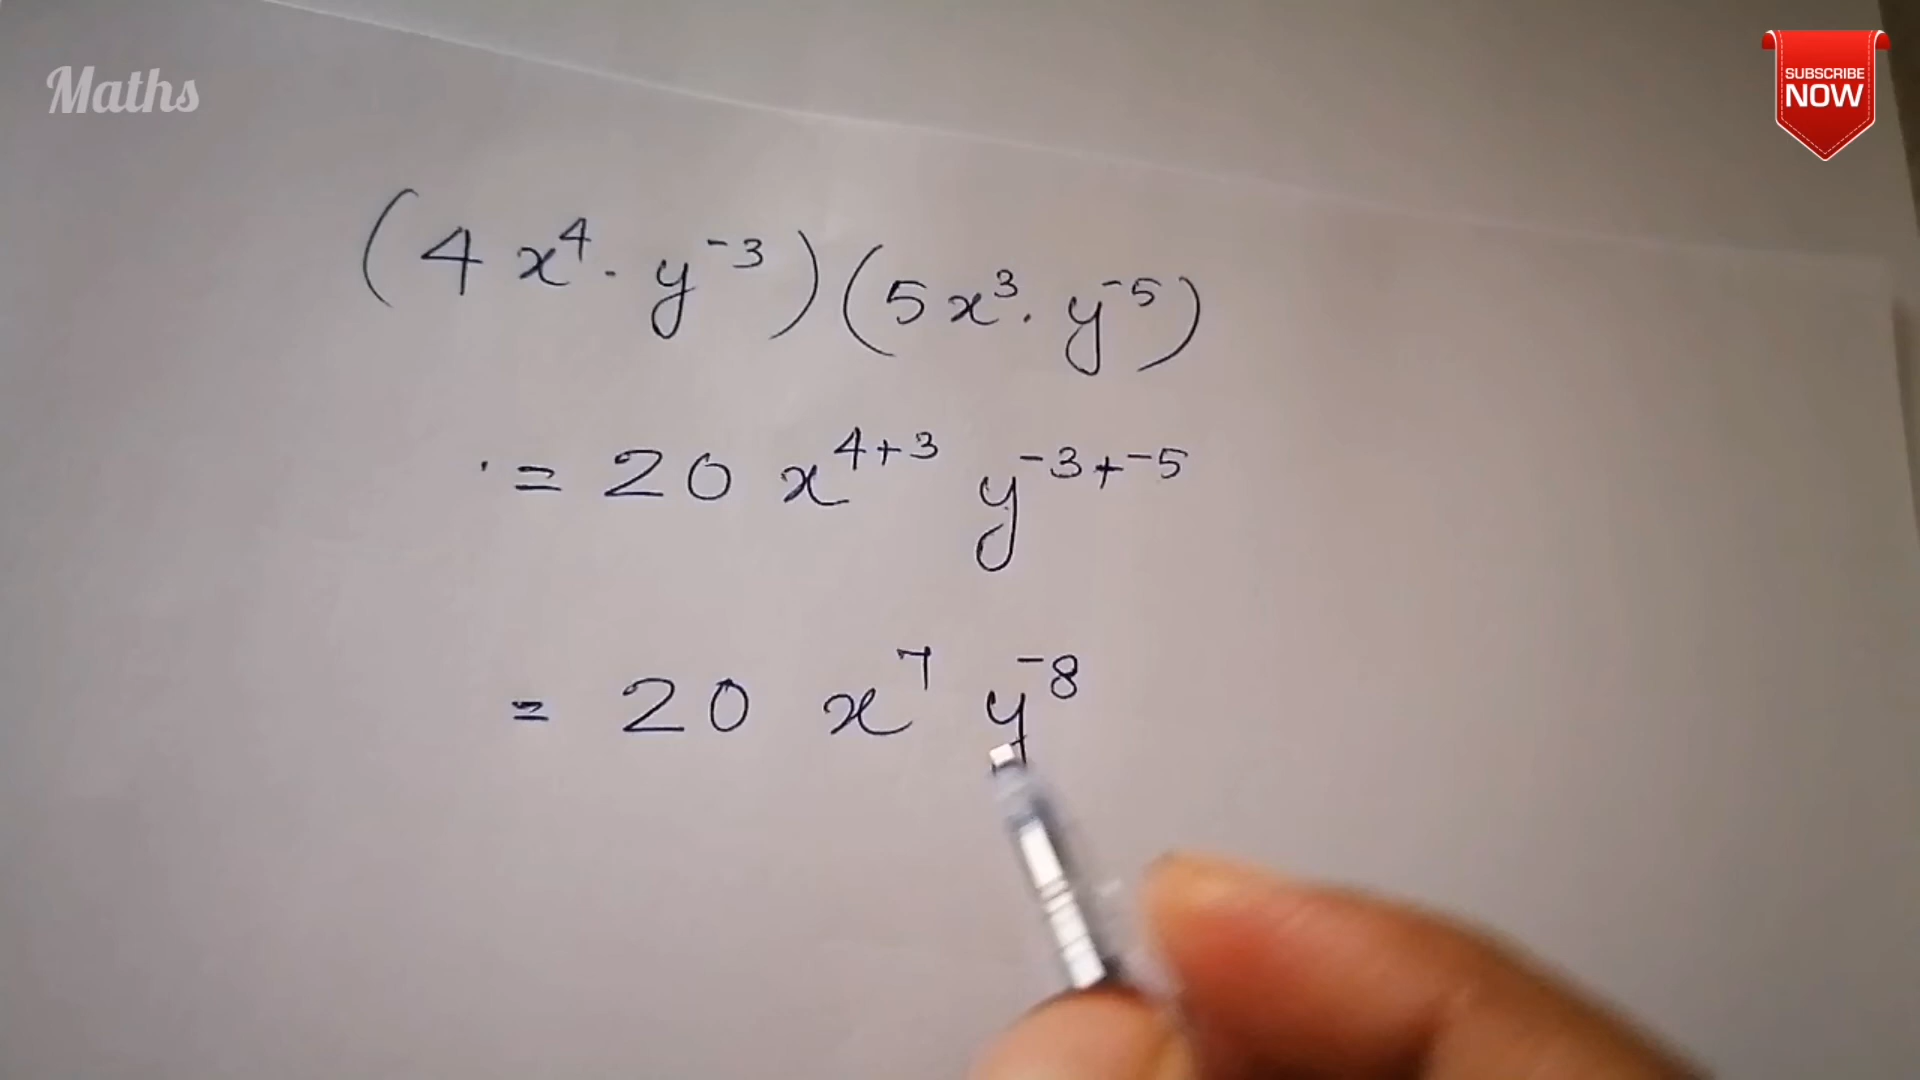 Maths
SUBSCRIBE
NOW
(4x⁴· y⁻³)(5x³· y⁻⁵)
= 20 x⁴⁺³ y⁻³⁺⁻⁵
= 20 x⁷ y⁻⁸